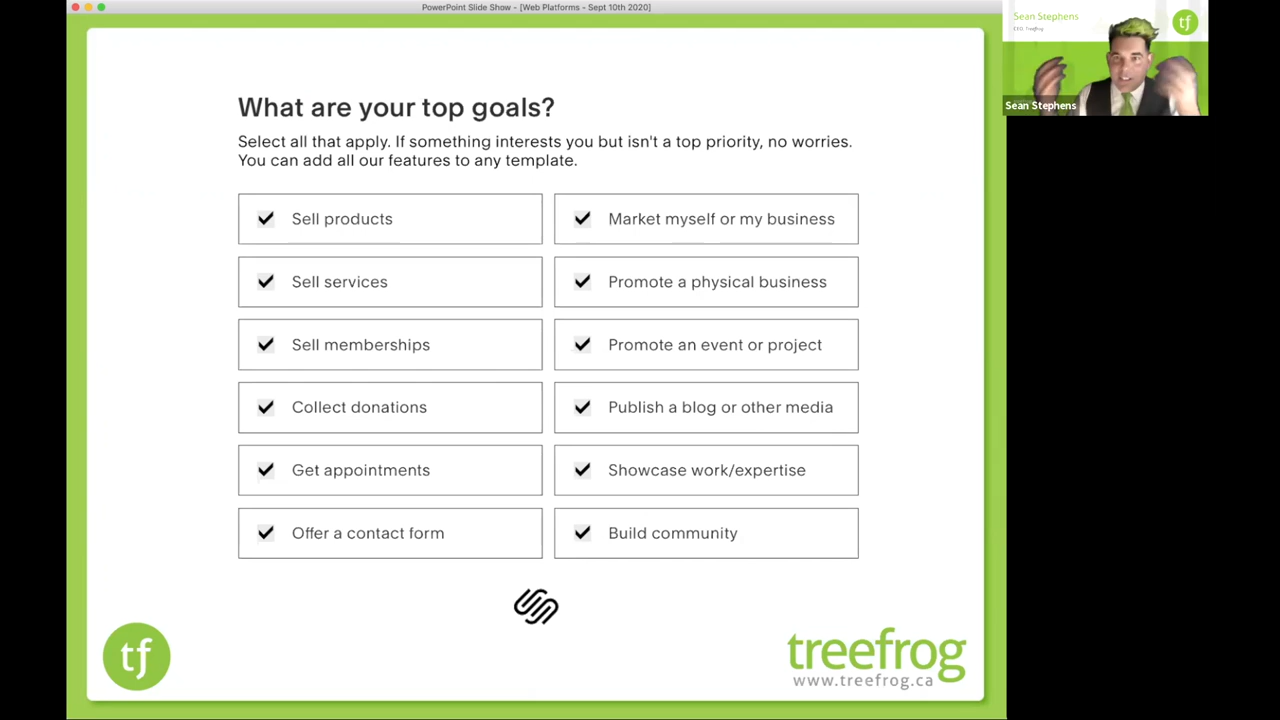 PowerPoint Slide Show - [Web Platforms - Sept 10th 2020]
Sean Stephens
CEO, Treefrog
tf
Sean Stephens
What are your top goals?
Select all that apply. If something interests you but isn't a top priority, no worries.
You can add all our features to any template.
Sell products
Market myself or my business
Sell services
Promote a physical business
Sell memberships
Promote an event or project
Collect donations
Publish a blog or other media
Get appointments
Showcase work/expertise
Offer a contact form
Build community
tf
treefrog
www.treefrog.ca